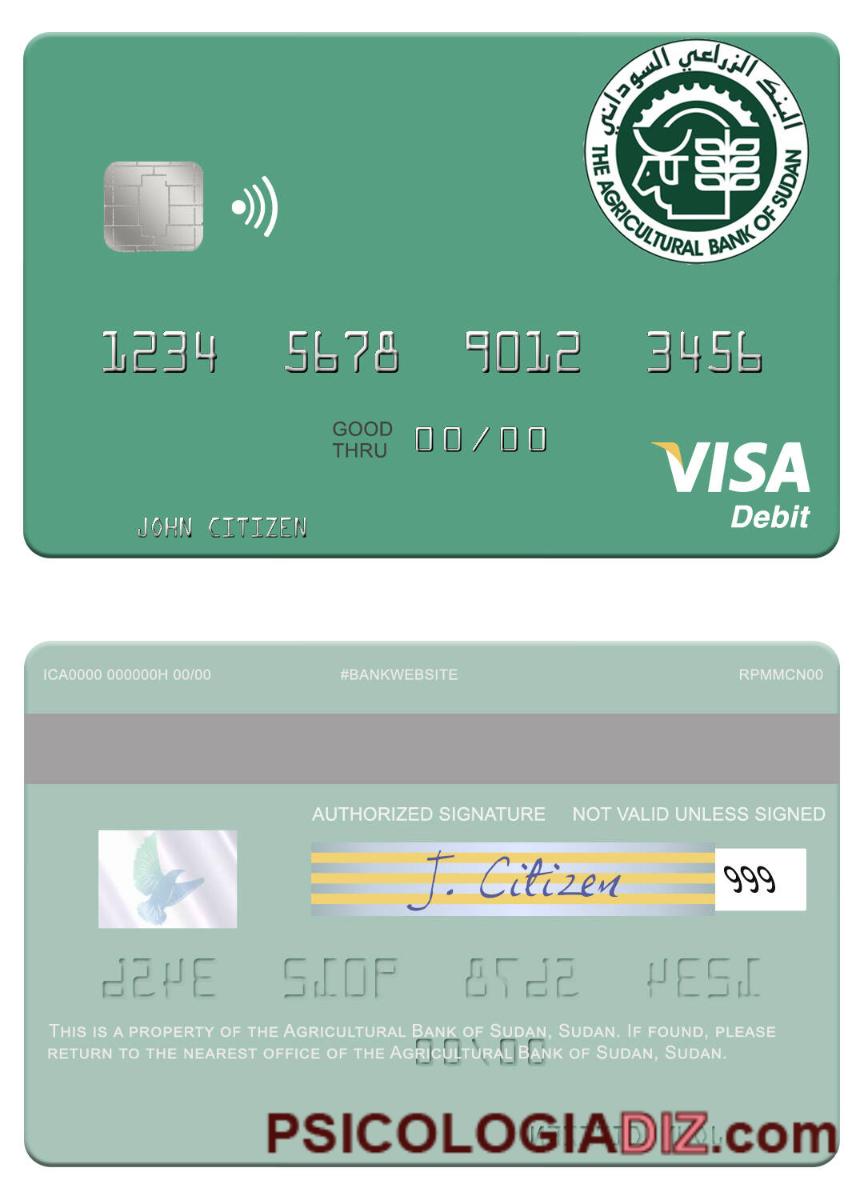 البنك الزراعي السوداني
THE AGRICULTURAL BANK OF SUDAN
1234 5678 9012 3456
GOOD THRU 00/00
VISA
Debit
JOHN CITIZEN
ICA0000 000000H 00/00 #BANKWEBSITE RPMMCN00
AUTHORIZED SIGNATURE NOT VALID UNLESS SIGNED
J. Citizen 999
THIS IS A PROPERTY OF THE AGRICULTURAL BANK OF SUDAN, SUDAN. IF FOUND, PLEASE
RETURN TO THE NEAREST OFFICE OF THE AGRICULTURAL BANK OF SUDAN, SUDAN.
PSICOLOGIADIZ.com